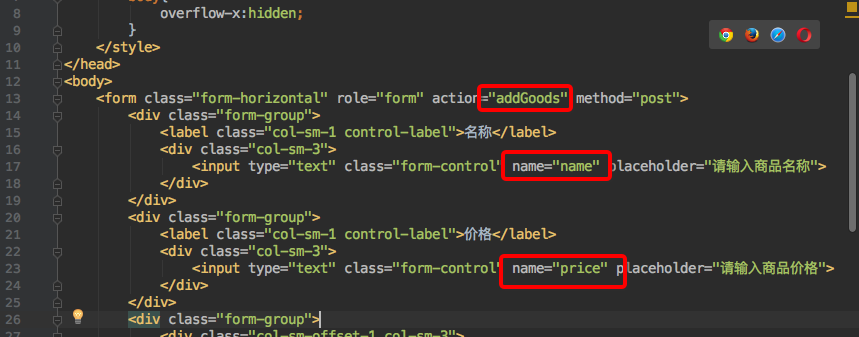 8 overflow-x:hidden;
9 }
10 </style>
11 </head>
12 <body>
13 <form class="form-horizontal" role="form" action="addGoods" method="post">
14 <div class="form-group">
15 <label class="col-sm-1 control-label">名称</label>
16 <div class="col-sm-3">
17 <input type="text" class="form-control" name="name" placeholder="请输入商品名称">
18 </div>
19 </div>
20 <div class="form-group">
21 <label class="col-sm-1 control-label">价格</label>
22 <div class="col-sm-3">
23 <input type="text" class="form-control" name="price" placeholder="请输入商品价格">
24 </div>
25 </div>
26 <div class="form-group">
27 <div class="col-sm-offset-1 col-sm-3">